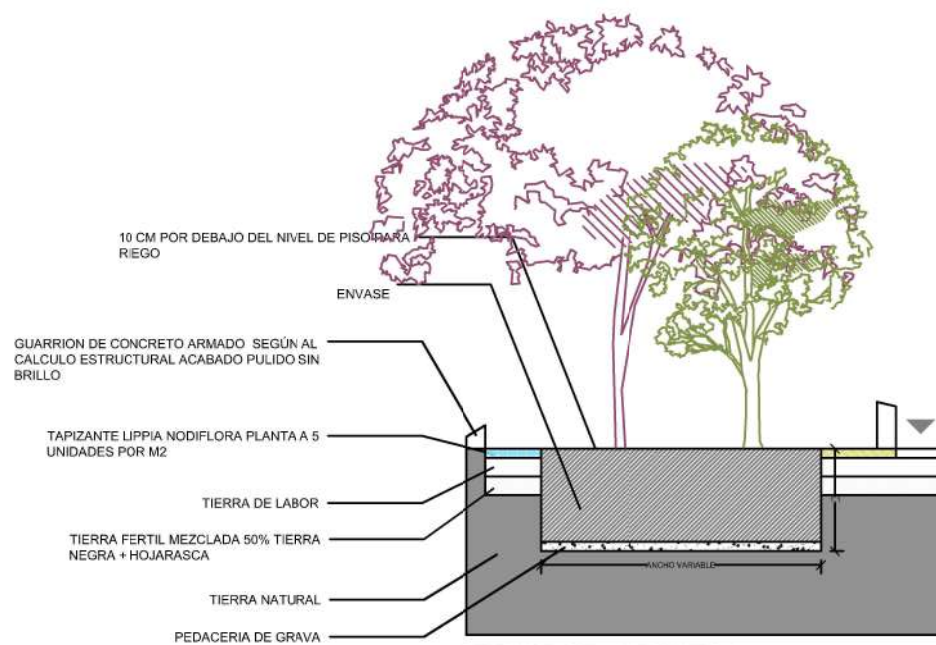 10 CM POR DEBAJO DEL NIVEL DE PISO PARA
RIEGO
ENVASE
GUARRION DE CONCRETO ARMADO SEGÚN AL
CALCULO ESTRUCTURAL ACABADO PULIDO SIN
BRILLO
TAPIZANTE LIPPIA NODIFLORA PLANTA A 5
UNIDADES POR M2
TIERRA DE LABOR
TIERRA FERTIL MEZCLADA 50% TIERRA
NEGRA + HOJARASCA
ANCHO VARIABLE
TIERRA NATURAL
PEDACERIA DE GRAVA